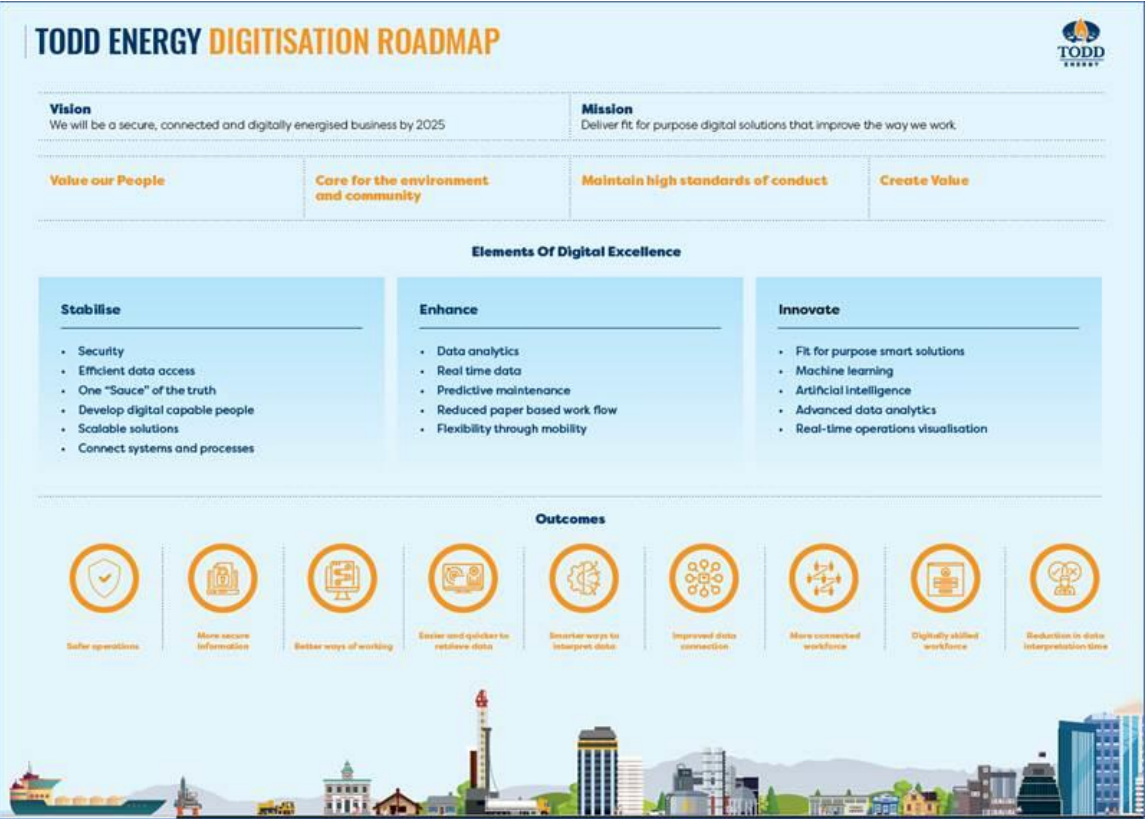 TODD ENERGY DIGITISATION ROADMAP
TODD
ENERGY
Vision
We will be a secure, connected and digitally energised business by 2025
Mission
Deliver fit for purpose digital solutions that improve the way we work
Value our People
Care for the environment
and community
Maintain high standards of conduct
Create Value
Elements Of Digital Excellence
Stabilise
• Security
• Efficient data access
• One “Sauce” of the truth
• Develop digital capable people
• Scalable solutions
• Connect systems and processes
Enhance
• Data analytics
• Real time data
• Predictive maintenance
• Reduced paper based work flow
• Flexibility through mobility
Innovate
• Fit for purpose smart solutions
• Machine learning
• Artificial intelligence
• Advanced data analytics
• Real-time operations visualisation
Outcomes
Safer operations
More secure
information
Better ways of working
Easier and quicker to
retrieve data
Smarter ways to
interpret data
Improved data
connection
More connected
workforce
Digitally skilled
workforce
Reduction in data
interpretation time